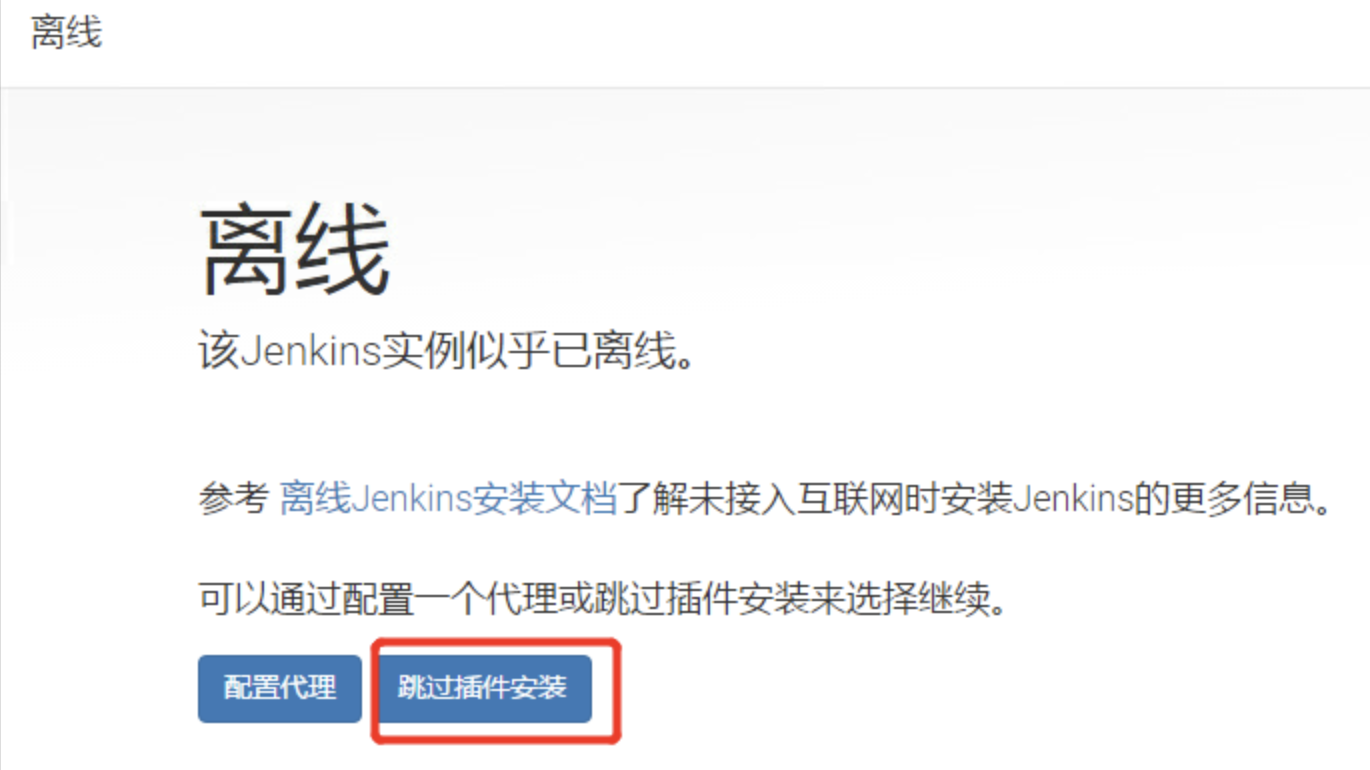 离线
离线
该Jenkins实例似乎已离线。
参考 离线Jenkins安装文档了解未接入互联网时安装Jenkins的更多信息。
可以通过配置一个代理或跳过插件安装来选择继续。
配置代理 跳过插件安装